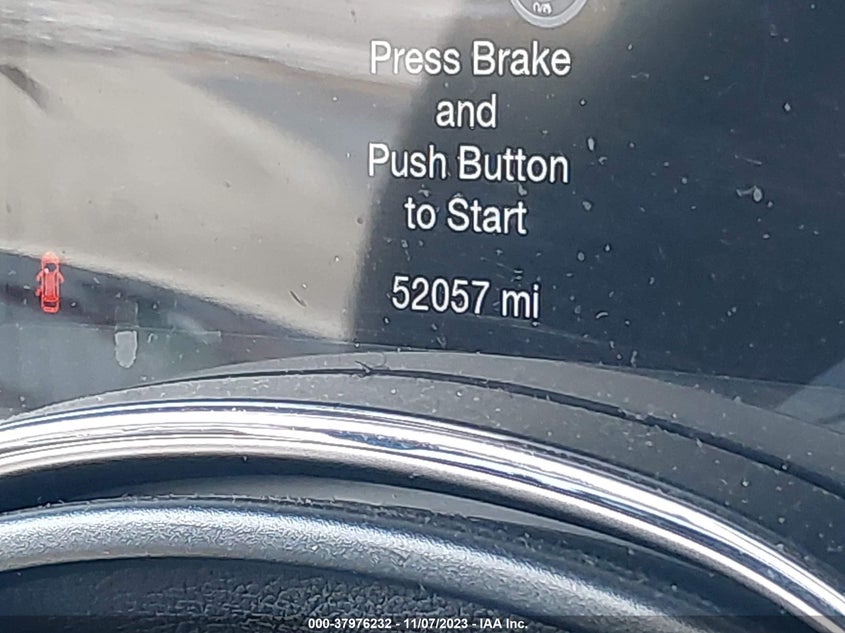 Press Brake
and
Push Button
to Start
52057 mi
000-37976232 - 11/07/2023 - IAA Inc.